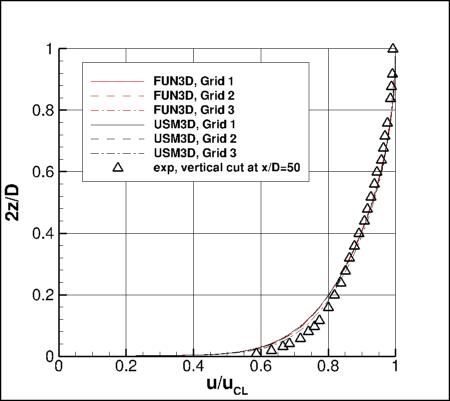 1
0.8
0.6
0.4
0.2
0
2z/D
FUN3D, Grid 1
FUN3D, Grid 2
FUN3D, Grid 3
USM3D, Grid 1
USM3D, Grid 2
USM3D, Grid 3
exp, vertical cut at x/D=50
0 0.2 0.4 0.6 0.8 1
u/uCL